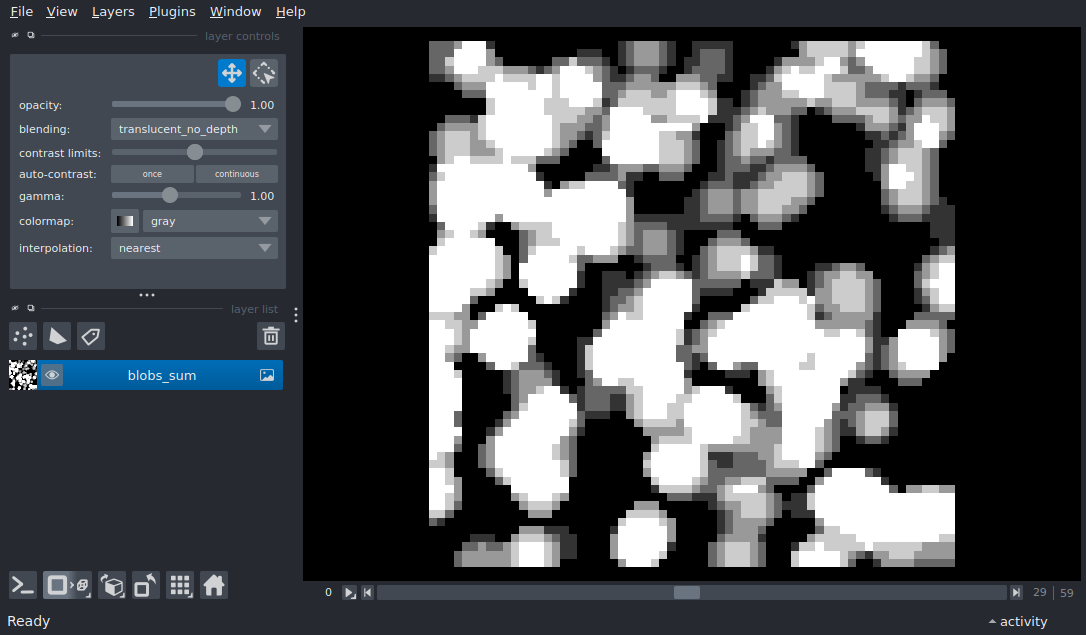 File View Layers Plugins Window Help
layer controls
opacity: 1.00
blending: translucent_no_depth
contrast limits:
auto-contrast: once continuous
gamma: 1.00
colormap: gray
interpolation: nearest
layer list
blobs_sum
0 29 59
Ready activity